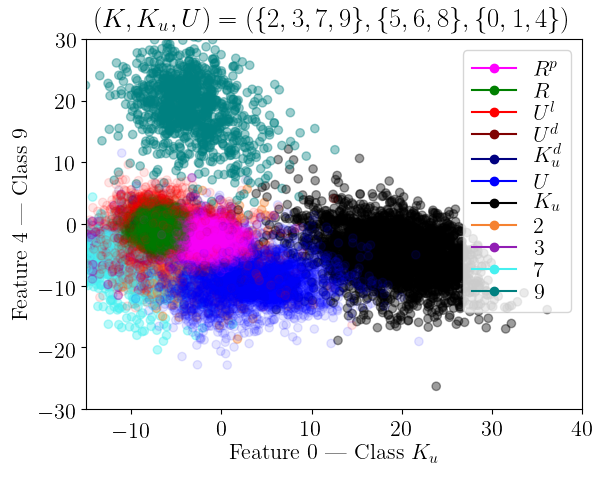 (K, K_u, U) = ({2, 3, 7, 9}, {5, 6, 8}, {0, 1, 4})
Feature 4 — Class 9
30
20
10
0
−10
−20
−30
−10
0
10
20
30
40
Feature 0 — Class K_u
R^p
R
U^l
U^d
K_u^d
U
K_u
2
3
7
9